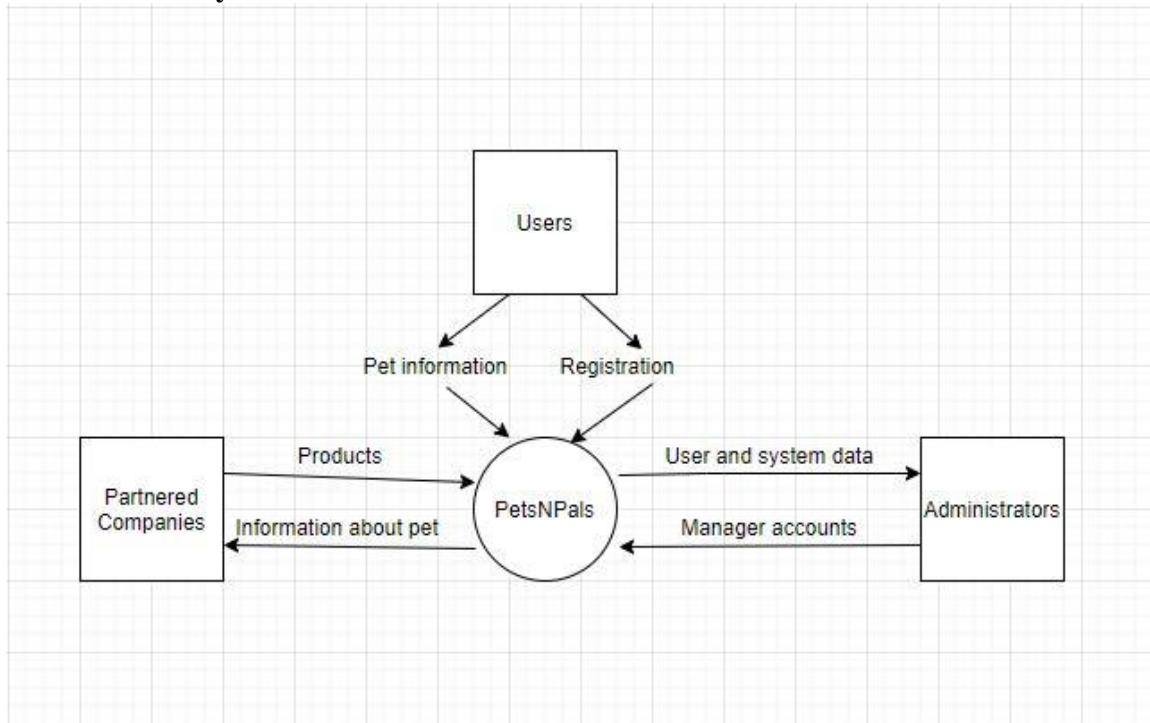 Users
Pet information
Registration
Products
User and system data
Partnered
Companies
PetsNPals
Administrators
Information about pet
Manager accounts